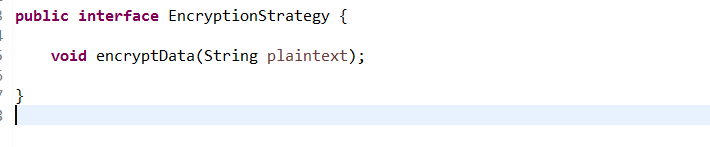 public interface EncryptionStrategy {
void encryptData(String plaintext);
}